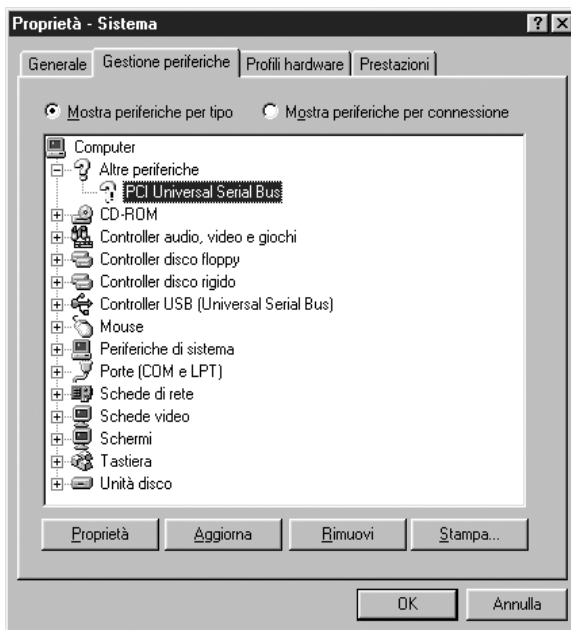 Proprietà - Sistema
Generale Gestione periferiche Profili hardware Prestazioni
Mostra periferiche per tipo Mostra periferiche per connessione
Computer
Altre periferiche
PCI Universal Serial Bus
CD-ROM
Controller audio, video e giochi
Controller disco floppy
Controller disco rigido
Controller USB (Universal Serial Bus)
Mouse
Periferiche di sistema
Porte (COM e LPT)
Schede di rete
Schede video
Schermi
Tastiera
Unità disco
Proprietà Aggiorna Rimuovi Stampa...
OK Annulla